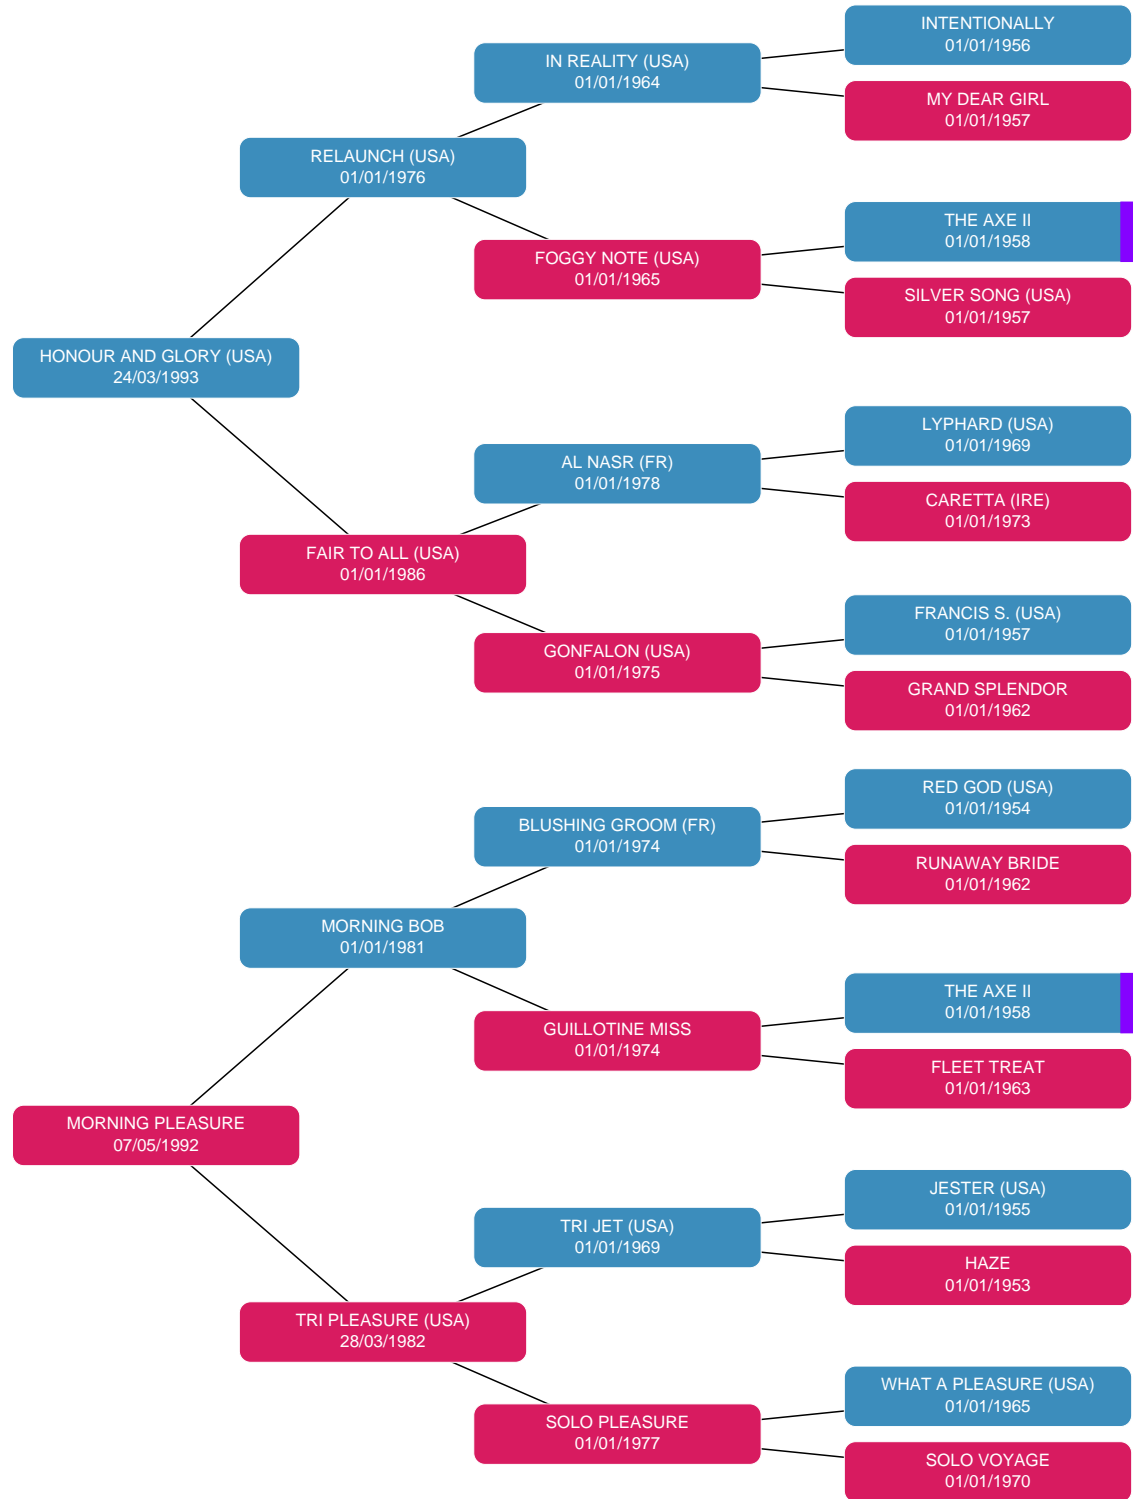 INTENTIONALLY
01/01/1956
IN REALITY (USA)
01/01/1964
MY DEAR GIRL
01/01/1957
RELAUNCH (USA)
01/01/1976
THE AXE II
01/01/1958
FOGGY NOTE (USA)
01/01/1965
SILVER SONG (USA)
01/01/1957
HONOUR AND GLORY (USA)
24/03/1993
LYPHARD (USA)
01/01/1969
AL NASR (FR)
01/01/1978
CARETTA (IRE)
01/01/1973
FAIR TO ALL (USA)
01/01/1986
FRANCIS S. (USA)
01/01/1957
GONFALON (USA)
01/01/1975
GRAND SPLENDOR
01/01/1962
RED GOD (USA)
01/01/1954
BLUSHING GROOM (FR)
01/01/1974
RUNAWAY BRIDE
01/01/1962
MORNING BOB
01/01/1981
THE AXE II
01/01/1958
GUILLOTINE MISS
01/01/1974
FLEET TREAT
01/01/1963
MORNING PLEASURE
07/05/1992
JESTER (USA)
01/01/1955
TRI JET (USA)
01/01/1969
HAZE
01/01/1953
TRI PLEASURE (USA)
28/03/1982
WHAT A PLEASURE (USA)
01/01/1965
SOLO PLEASURE
01/01/1977
SOLO VOYAGE
01/01/1970